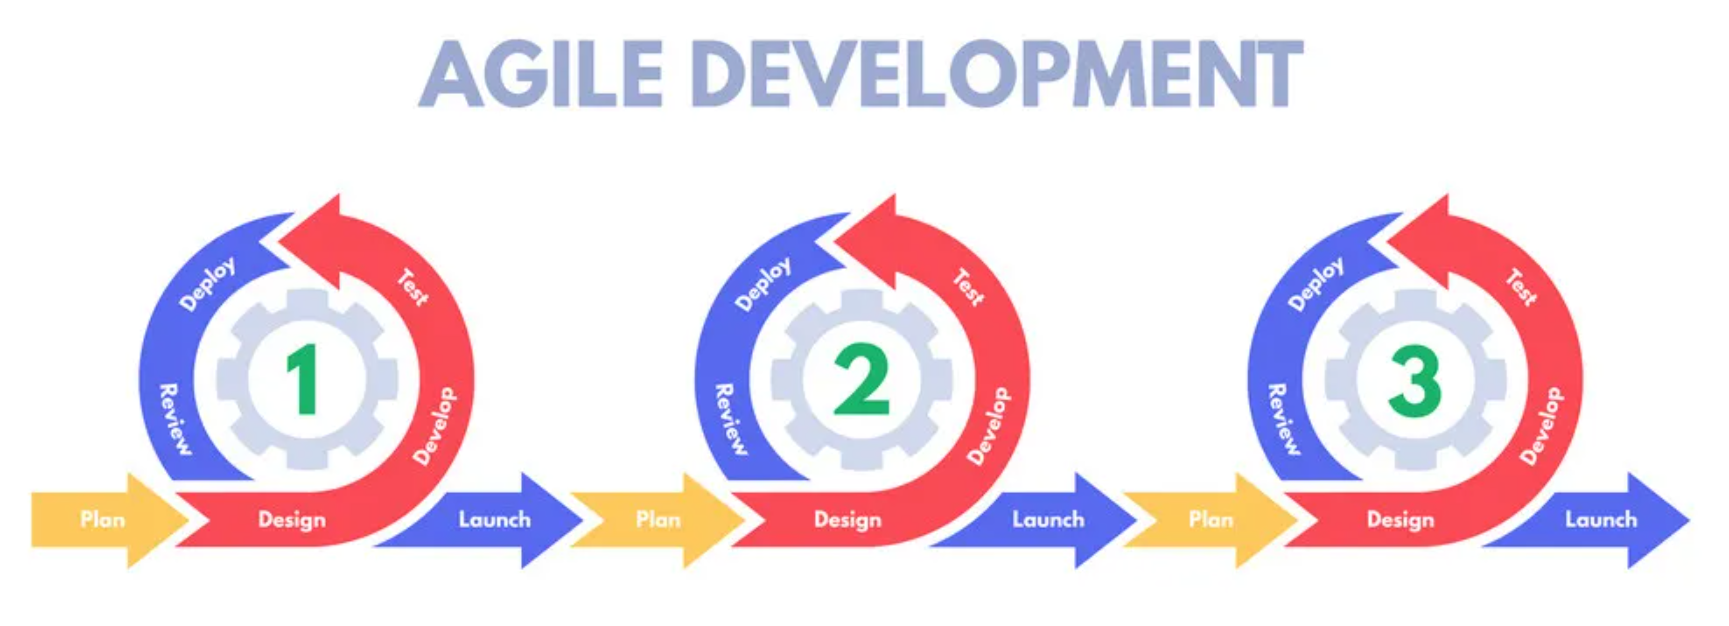 AGILE DEVELOPMENT
1
Plan
Design
Develop
Test
Deploy
Review
Launch
2
Plan
Design
Develop
Test
Deploy
Review
Launch
3
Plan
Design
Develop
Test
Deploy
Review
Launch